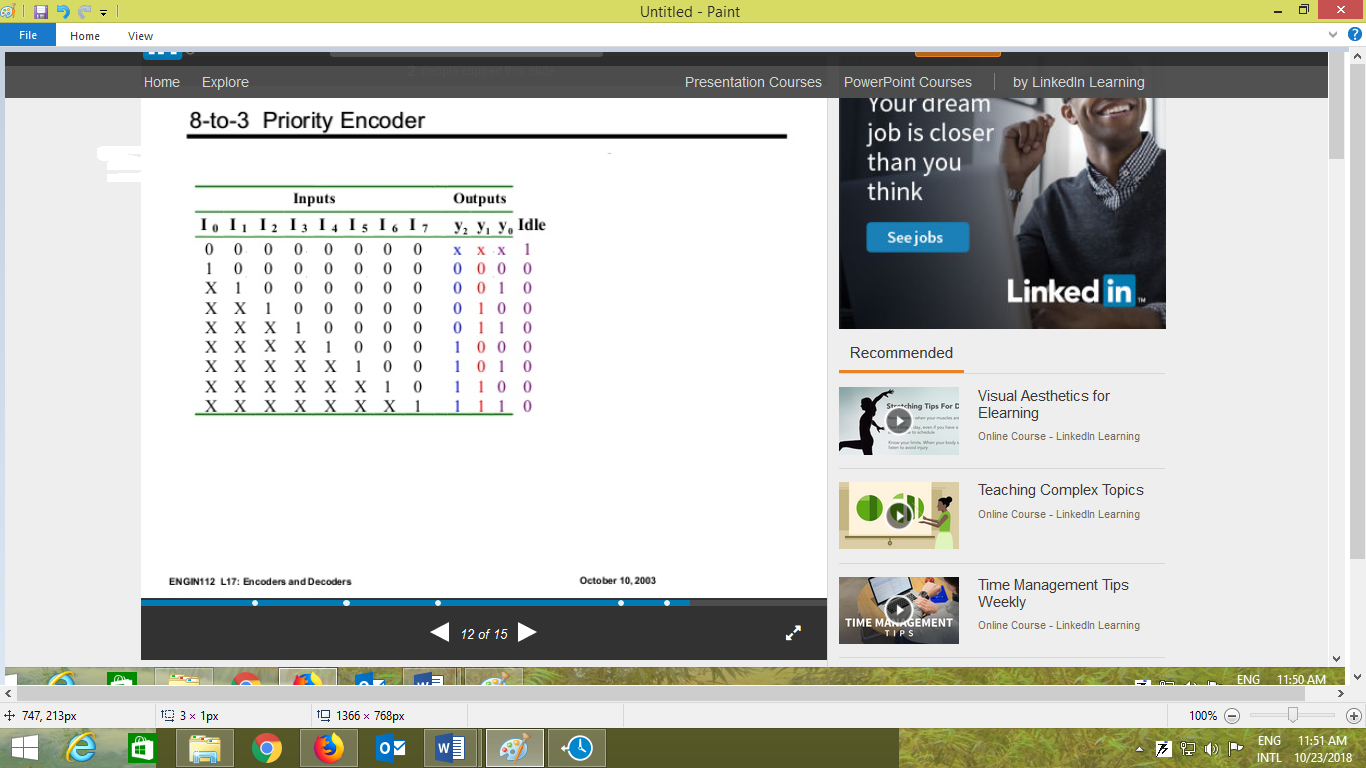 Untitled - Paint
File Home View
Home Explore Presentation Courses PowerPoint Courses by LinkedIn Learning
8-to-3 Priority Encoder
Inputs Outputs
I0 I1 I2 I3 I4 I5 I6 I7 y2 y1 y0 Idle
0 0 0 0 0 0 0 0 x x x 1
1 0 0 0 0 0 0 0 0 0 0 0
X 1 0 0 0 0 0 0 0 0 1 0
X X 1 0 0 0 0 0 0 1 0 0
X X X 1 0 0 0 0 0 1 1 0
X X X X 1 0 0 0 1 0 0 0
X X X X X 1 0 0 1 0 1 0
X X X X X X 1 0 1 1 0 0
X X X X X X X 1 1 1 1 0
ENGIN112 L17: Encoders and Decoders October 10, 2003
12 of 15
Your dream
job is closer
than you
think
See jobs
Linked in TM
Recommended
Stretching Tips For D
Visual Aesthetics for
Elearning
Online Course - LinkedIn Learning
Teaching Complex Topics
Online Course - LinkedIn Learning
TIME MANAGEMENT
TIPS
Time Management Tips
Weekly
Online Course - LinkedIn Learning
ENG 11:50 AM
747, 213px 3 × 1px 1366 × 768px 100%
ENG 11:51 AM
INTL 10/23/2018